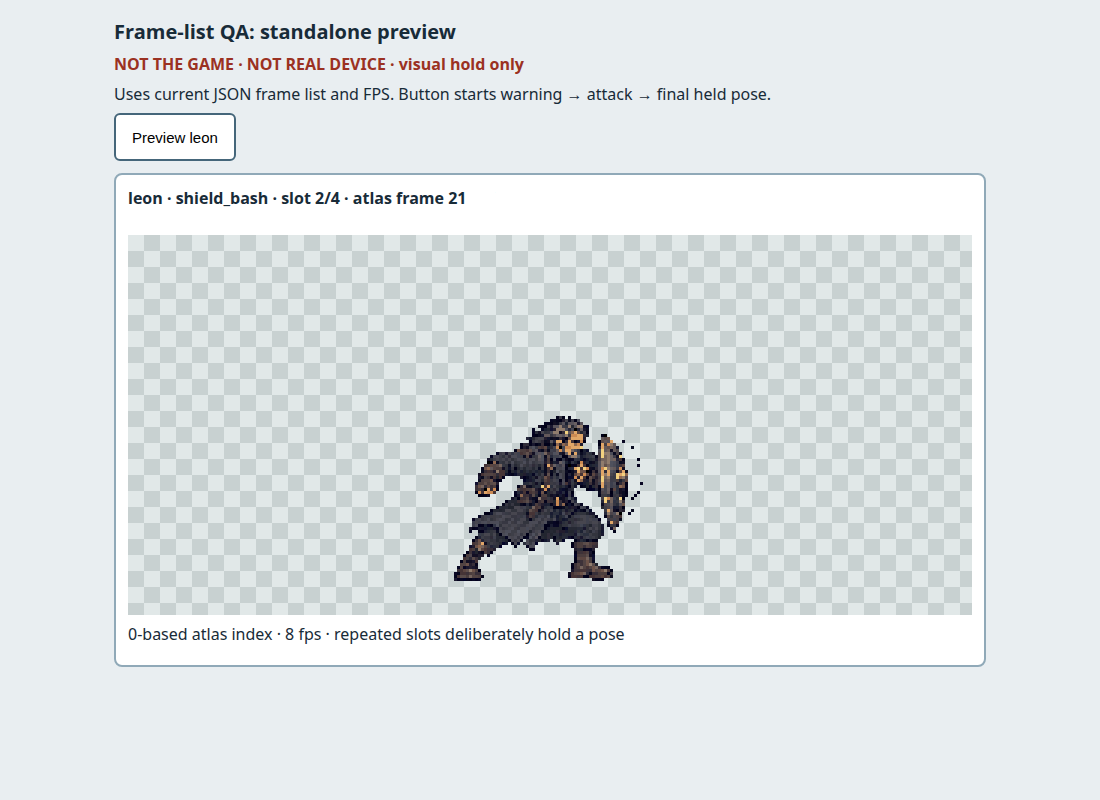 Frame-list QA: standalone preview
NOT THE GAME · NOT REAL DEVICE · visual hold only
Uses current JSON frame list and FPS. Button starts warning → attack → final held pose.
Preview leon
leon · shield_bash · slot 2/4 · atlas frame 21
0-based atlas index · 8 fps · repeated slots deliberately hold a pose